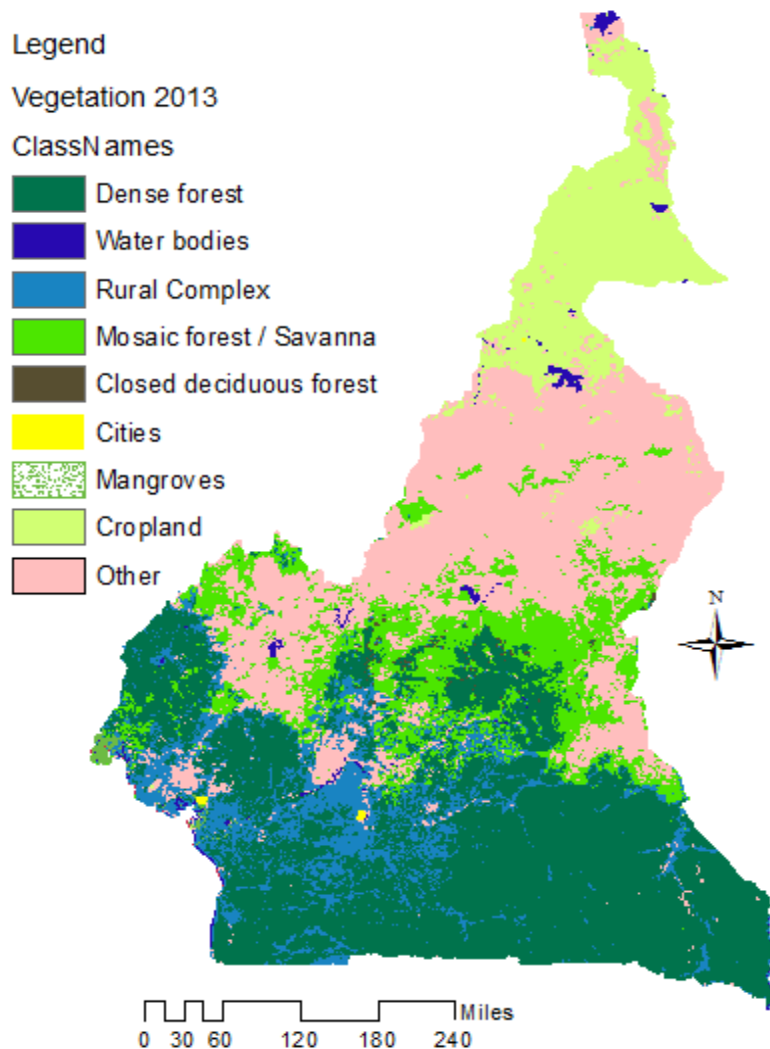 Legend
Vegetation 2013
ClassNames
Dense forest
Water bodies
Rural Complex
Mosaic forest / Savanna
Closed deciduous forest
Cities
Mangroves
Cropland
Other
N
Miles
0 30 60 120 180 240